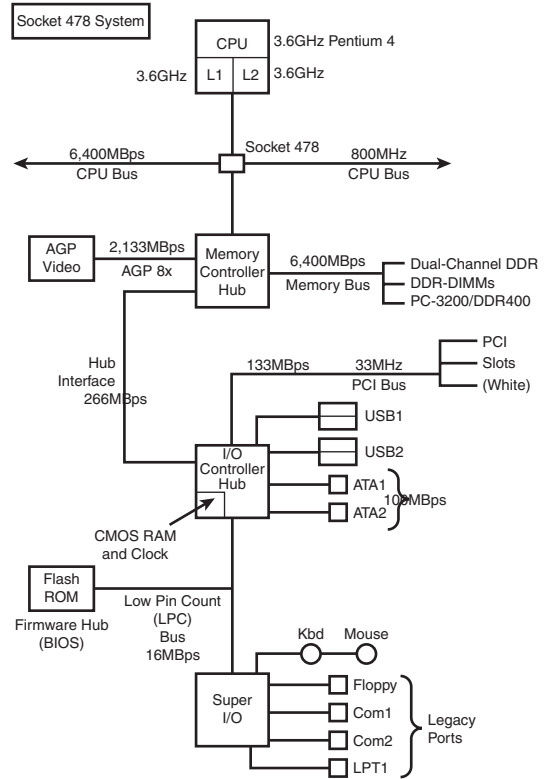 Socket 478 System
CPU
3.6GHz Pentium 4
3.6GHz
L1
L2
3.6GHz
Socket 478
6,400MBps
CPU Bus
800MHz
CPU Bus
AGP
Video
2,133MBps
AGP 8x
Memory
Controller
Hub
6,400MBps
Memory Bus
Dual-Channel DDR
DDR-DIMMs
PC-3200/DDR400
Hub
Interface
266MBps
133MBps
33MHz
PCI Bus
PCI
Slots
(White)
USB1
USB2
I/O
Controller
Hub
ATA1
ATA2
CMOS RAM
and Clock
Flash
ROM
Firmware Hub
(BIOS)
Low Pin Count
(LPC)
Bus
16MBps
Kbd
Mouse
Super
I/O
Floppy
Com1
Com2
LPT1
Legacy
Ports